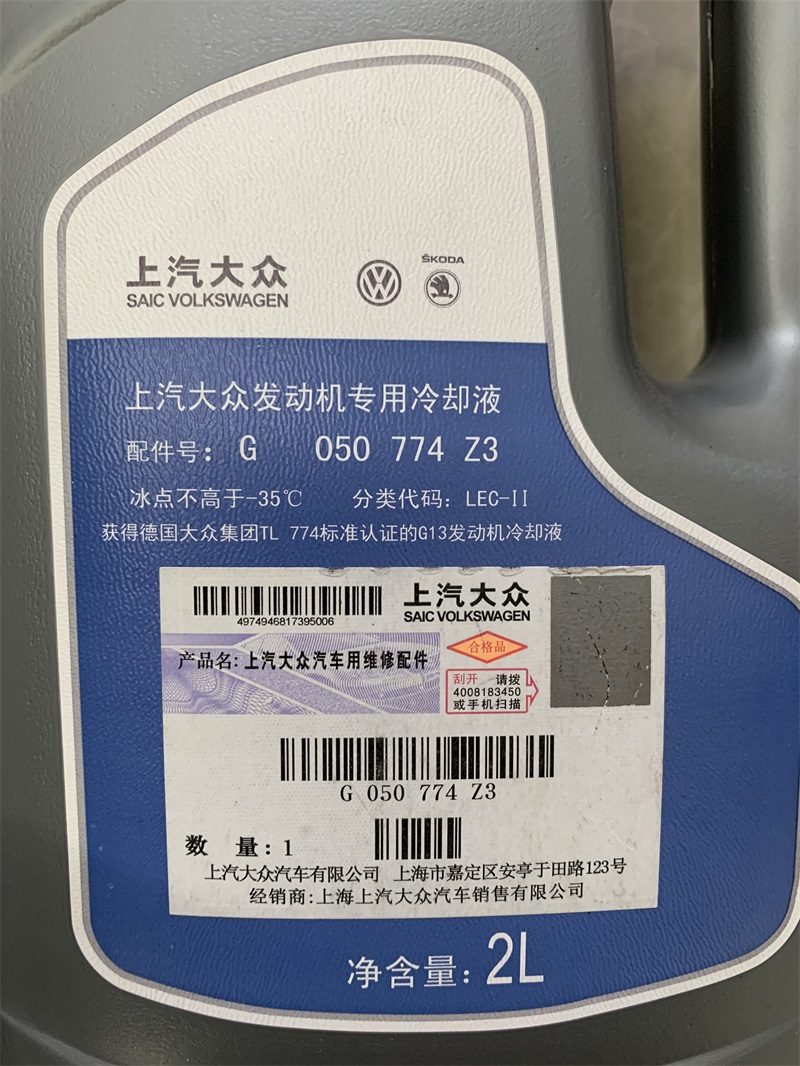 上汽大众
SAIC VOLKSWAGEN
ŠKODA
上汽大众发动机专用冷却液
配件号：G 050 774 Z3
冰点不高于-35℃ 分类代码：LEC-II
获得德国大众集团TL 774标准认证的G13发动机冷却液
4974946817395006
上汽大众
SAIC VOLKSWAGEN
产品名：上汽大众汽车用维修配件
合格品
刮开 请拨
4008183450
或手机扫描
G 050 774 Z3
数 量：1
上汽大众汽车有限公司 上海市嘉定区安亭于田路123号
经销商：上海上汽大众汽车销售有限公司
净含量：2L